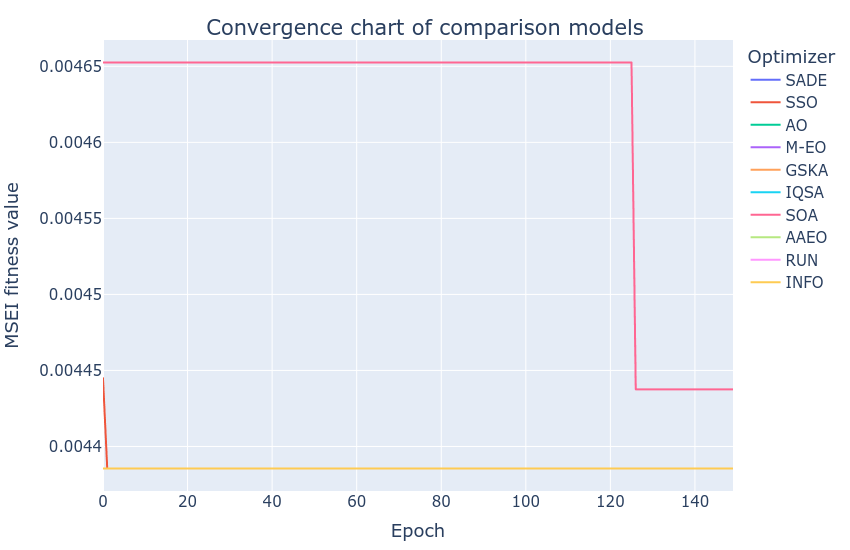 Convergence chart of comparison models
MSEI fitness value
0.00465
0.0046
0.00455
0.0045
0.00445
0.0044
0
20
40
60
80
100
120
140
Epoch
Optimizer
SADE
SSO
AO
M-EO
GSKA
IQSA
SOA
AAEO
RUN
INFO